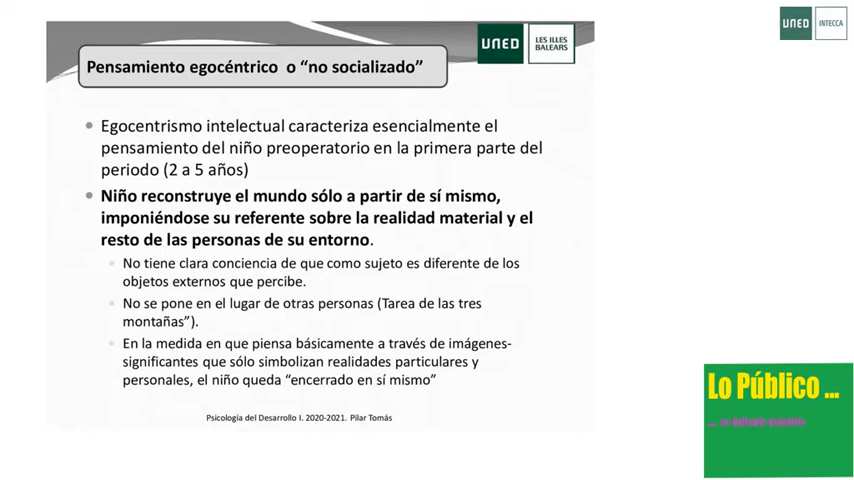 UNED
INTECCA
UNED
LES ILLES
BALEARS
Pensamiento egocéntrico o “no socializado”
Egocentrismo intelectual caracteriza esencialmente el
pensamiento del niño preoperatorio en la primera parte del
periodo (2 a 5 años)
Niño reconstruye el mundo sólo a partir de sí mismo,
imponiéndose su referente sobre la realidad material y el
resto de las personas de su entorno.
No tiene clara conciencia de que como sujeto es diferente de los
objetos externos que percibe.
No se pone en el lugar de otras personas (Tarea de las tres
montañas”).
En la medida en que piensa básicamente a través de imágenes-
significantes que sólo simbolizan realidades particulares y
personales, el niño queda “encerrado en sí mismo”
Psicología del Desarrollo I. 2020-2021. Pilar Tomás
Lo Público ...